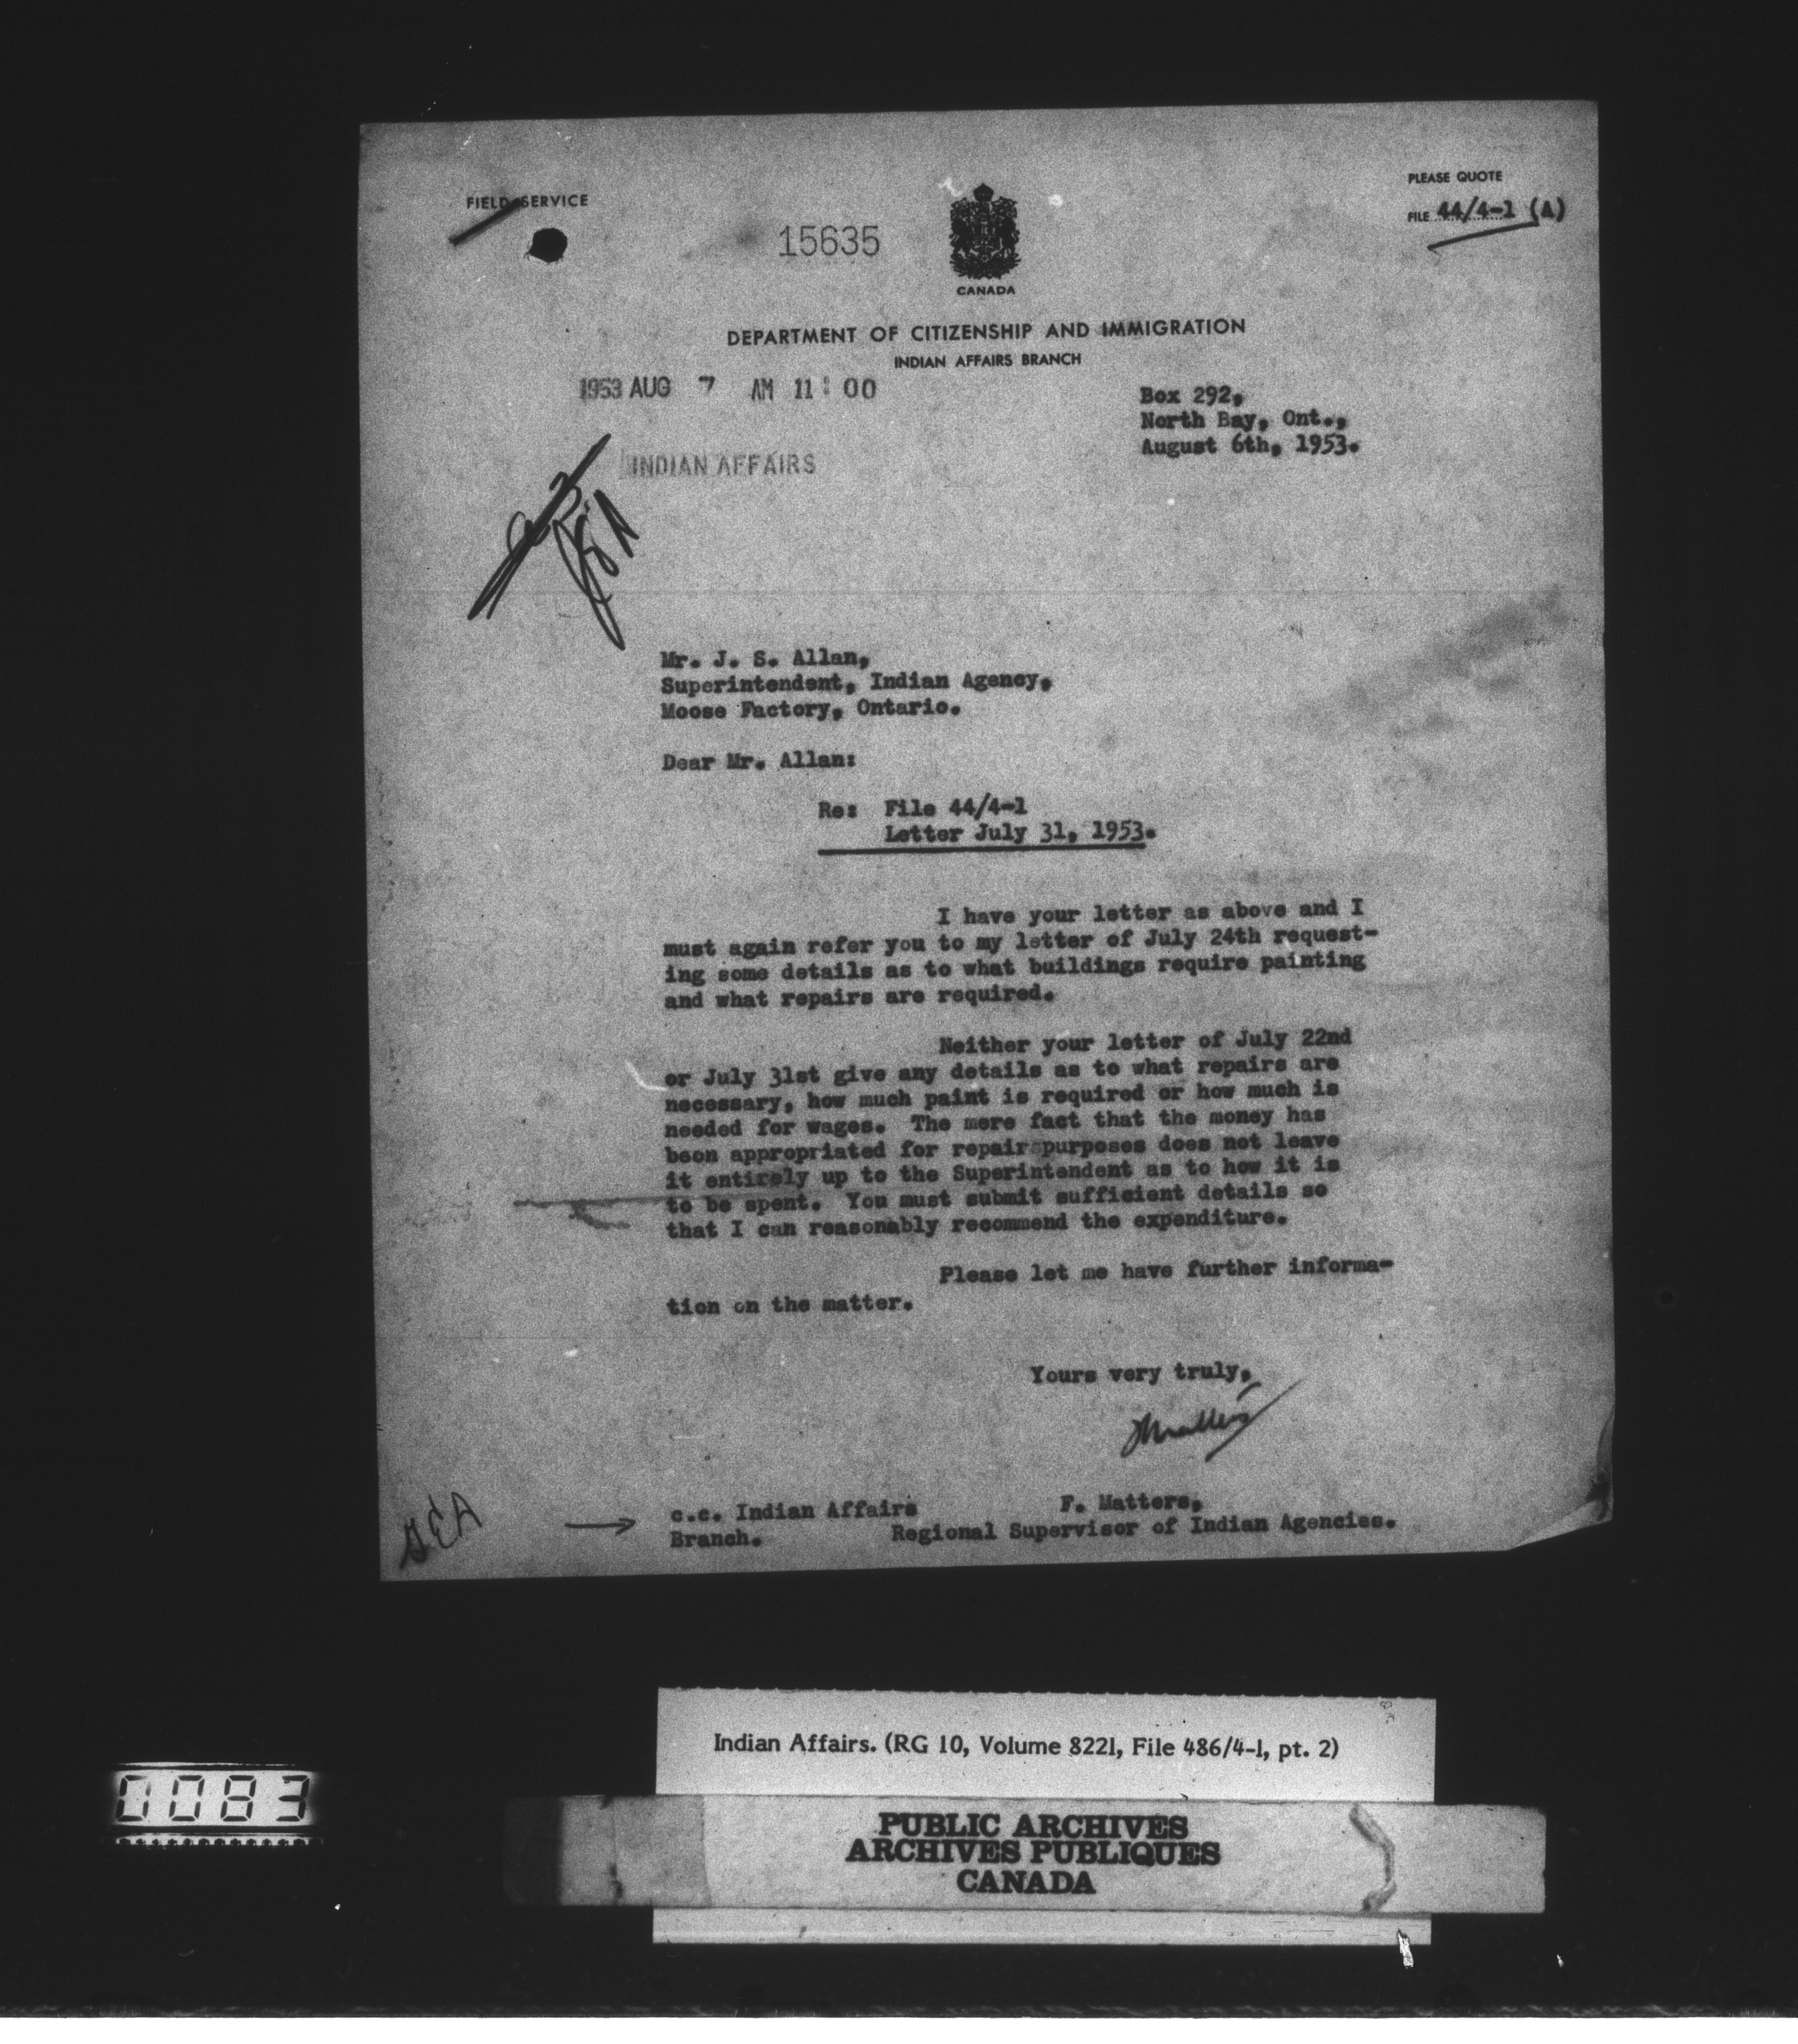 FIELD SERVICE
PLEASE QUOTE
FILE 44/4-1 (A)
15635
CANADA
DEPARTMENT OF CITIZENSHIP AND IMMIGRATION
INDIAN AFFAIRS BRANCH
1953 AUG 7 AM 11:00
Box 292,
North Bay, Ont.,
August 6th, 1953.
INDIAN AFFAIRS
Mr. J. S. Allan,
Superintendent, Indian Agency,
Moose Factory, Ontario.
Dear Mr. Allan:
Re: File 44/4-1
Letter July 31, 1953.
I have your letter as above and I
must again refer you to my letter of July 24th request-
ing some details as to what buildings require painting
and what repairs are required.
Neither your letter of July 22nd
or July 31st give any details as to what repairs are
necessary, how much paint is required or how much is
needed for wages. The mere fact that the money has
been appropriated for repair purposes does not leave
it entirely up to the Superintendent as to how it is
to be spent. You must submit sufficient details so
that I can reasonably recommend the expenditure.
Please let me have further informa-
tion on the matter.
Yours very truly,
F. Matters,
Regional Supervisor of Indian Agencies.
c.c. Indian Affairs
Branch.
Indian Affairs. (RG 10, Volume 8221, File 486/4-1, pt. 2)
0083
PUBLIC ARCHIVES
ARCHIVES PUBLIQUES
CANADA